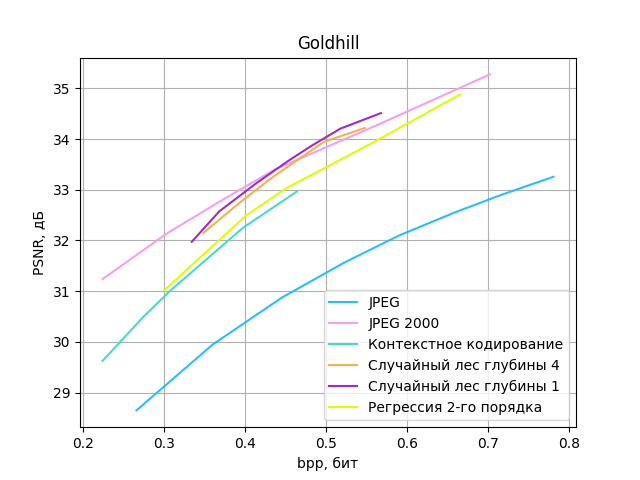 Goldhill
PSNR, дБ
35
34
33
32
31
30
29
0.2 0.3 0.4 0.5 0.6 0.7 0.8
bpp, бит
JPEG
JPEG 2000
Контекстное кодирование
Случайный лес глубины 4
Случайный лес глубины 1
Регрессия 2-го порядка